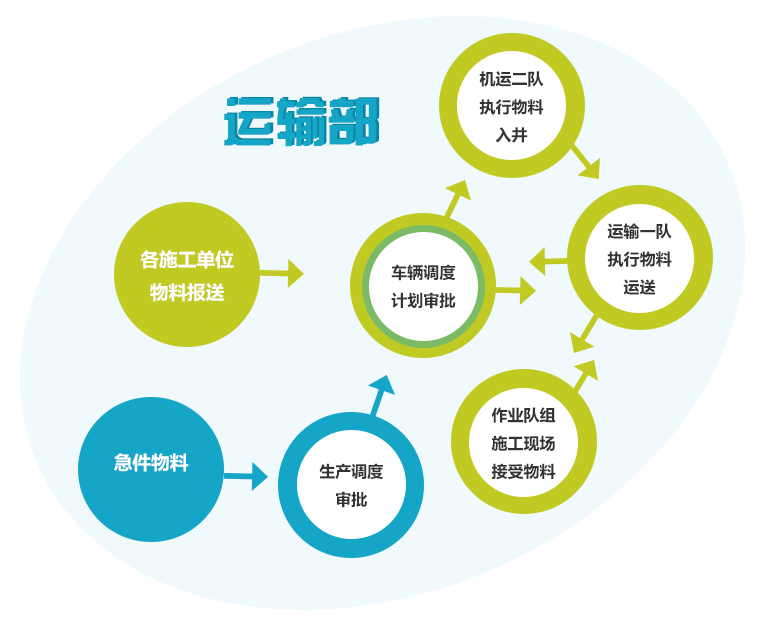 运输部
机运二队
执行物料
入井
运输一队
执行物料
运送
各施工单位
物料报送
车辆调度
计划审批
作业队组
施工现场
接受物料
急件物料
生产调度
审批